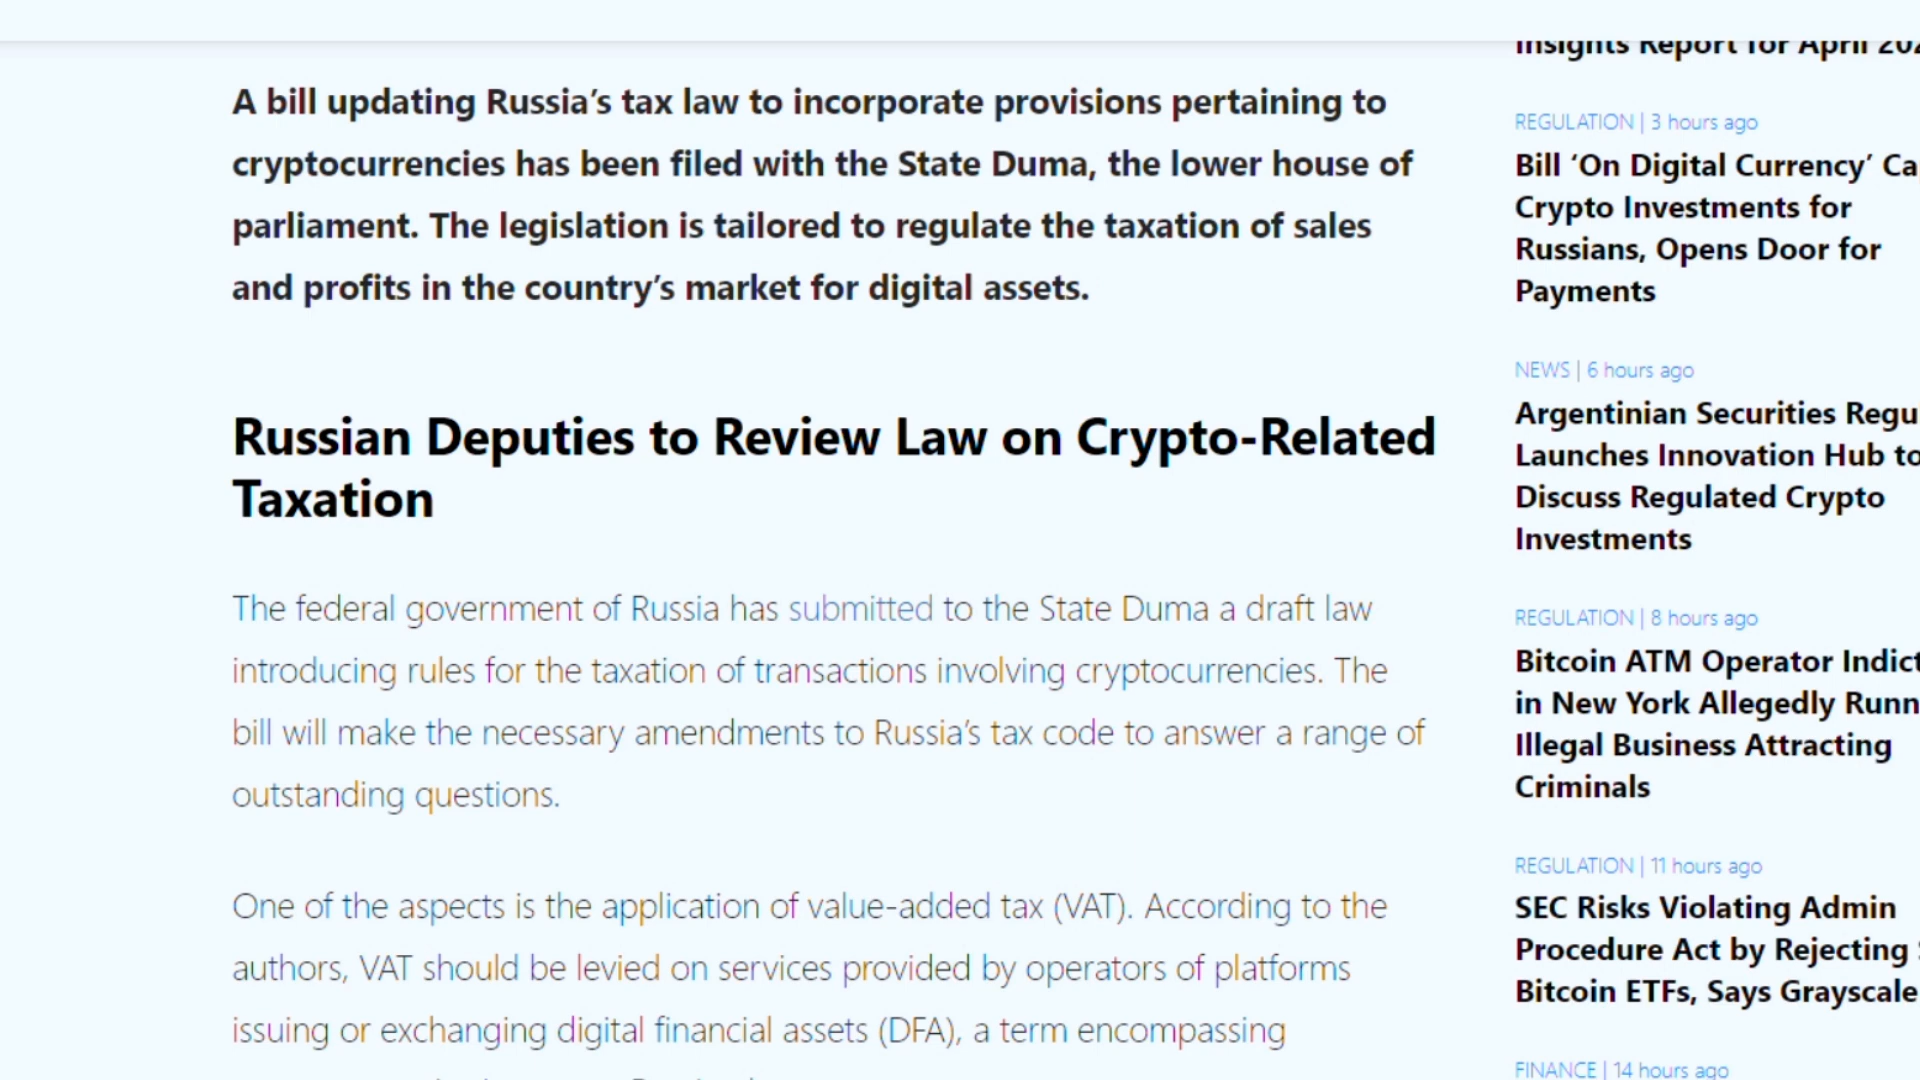 A bill updating Russia’s tax law to incorporate provisions pertaining to
cryptocurrencies has been filed with the State Duma, the lower house of
parliament. The legislation is tailored to regulate the taxation of sales
and profits in the country’s market for digital assets.
Russian Deputies to Review Law on Crypto-Related
Taxation
The federal government of Russia has submitted to the State Duma a draft law
introducing rules for the taxation of transactions involving cryptocurrencies. The
bill will make the necessary amendments to Russia’s tax code to answer a range of
outstanding questions.
One of the aspects is the application of value-added tax (VAT). According to the
authors, VAT should be levied on services provided by operators of platforms
issuing or exchanging digital financial assets (DFA), a term encompassing
Insights Report for April
REGULATION | 3 hours ago
Bill ‘On Digital Currency’ Ca
Crypto Investments for
Russians, Opens Door for
Payments
NEWS | 6 hours ago
Argentinian Securities Regu
Launches Innovation Hub to
Discuss Regulated Crypto
Investments
REGULATION | 8 hours ago
Bitcoin ATM Operator Indict
in New York Allegedly Runn
Illegal Business Attracting
Criminals
REGULATION | 11 hours ago
SEC Risks Violating Admin
Procedure Act by Rejecting
Bitcoin ETFs, Says Grayscale
FINANCE | 14 hours ago